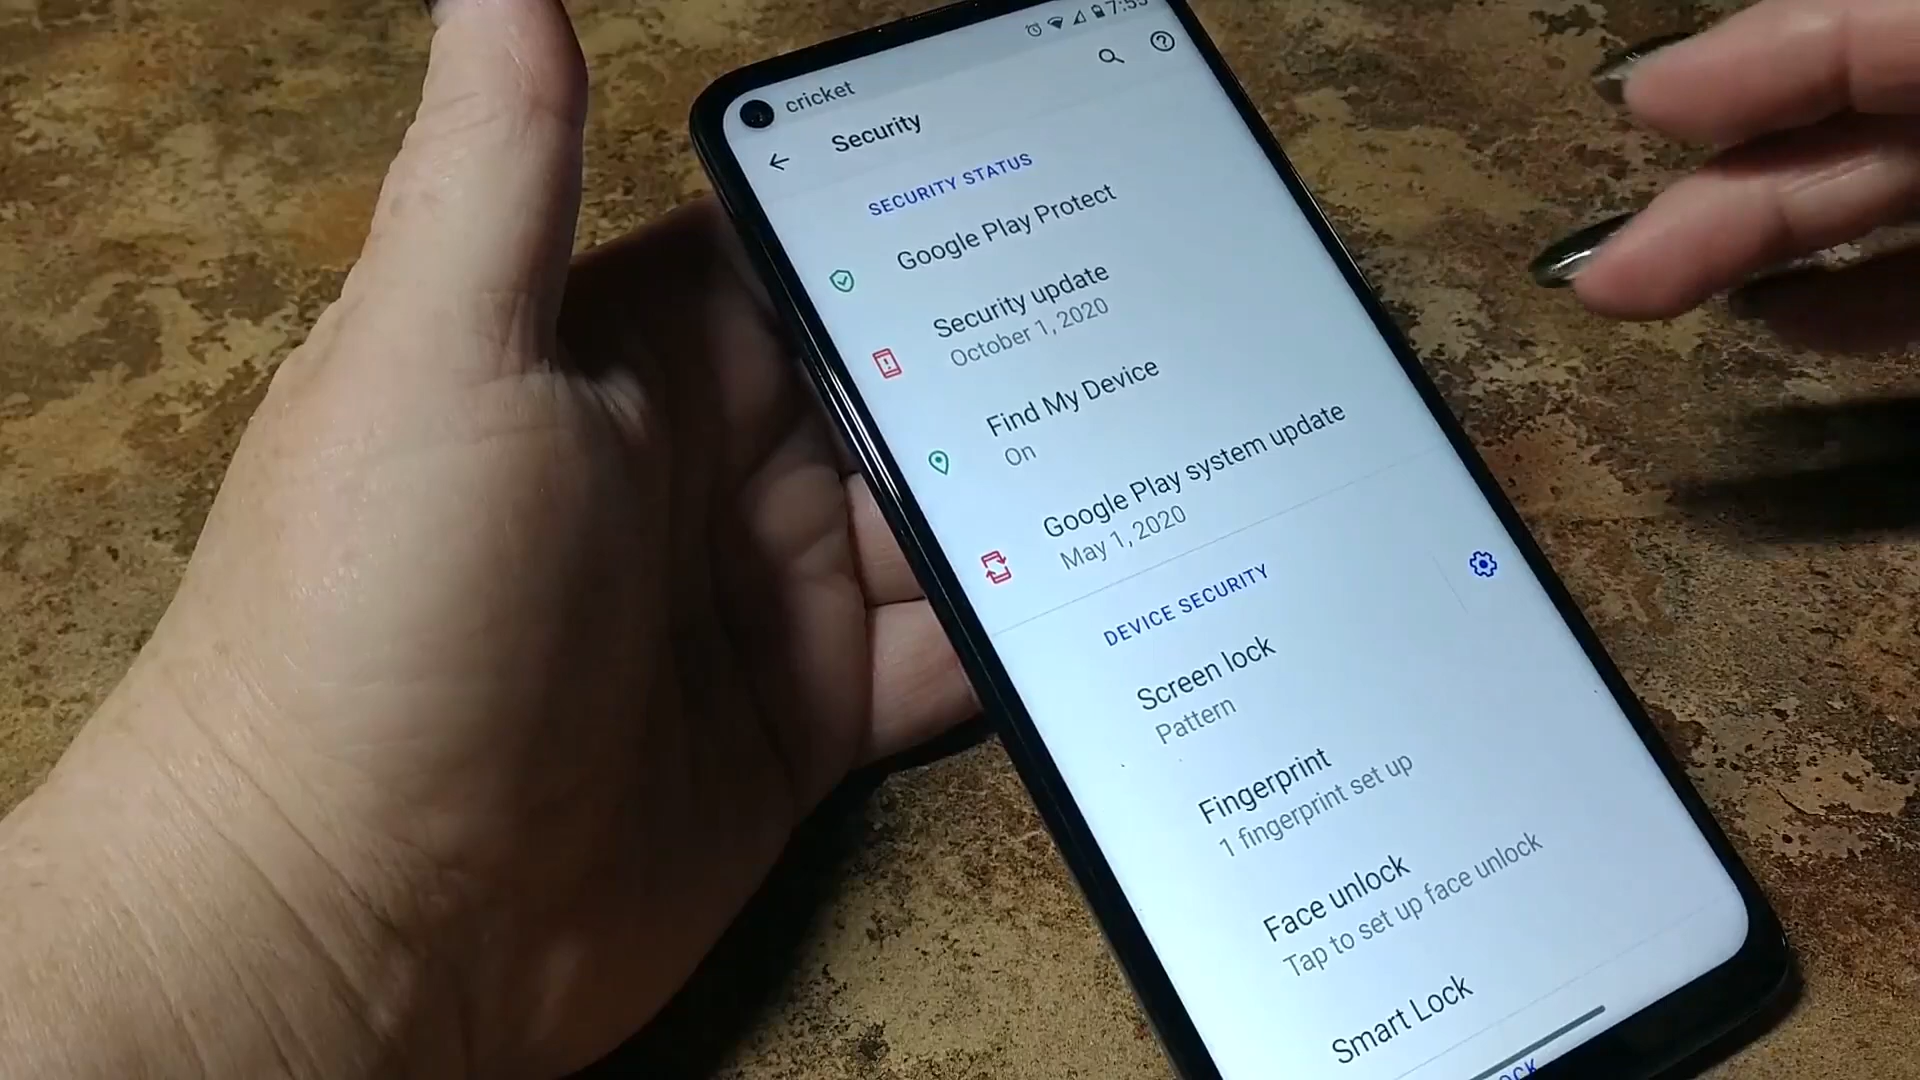 7:55
cricket
Security
SECURITY STATUS
Google Play Protect
Security update
October 1, 2020
Find My Device
On
Google Play system update
May 1, 2020
DEVICE SECURITY
Screen lock
Pattern
Fingerprint
1 fingerprint set up
Face unlock
Tap to set up face unlock
Smart Lock